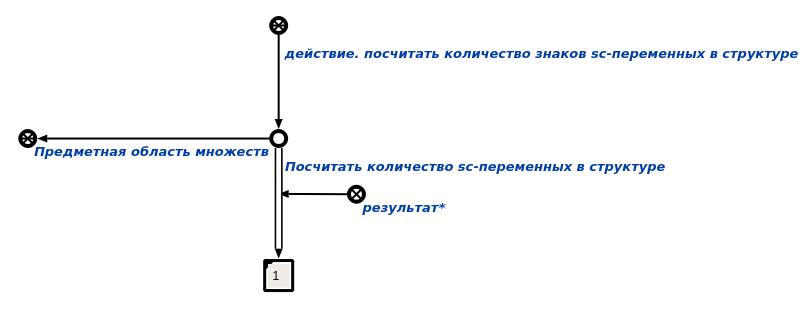 действие. посчитать количество знаков sc-переменных в структуре
Предметная область множеств
Посчитать количество sc-переменных в структуре
результат*
1